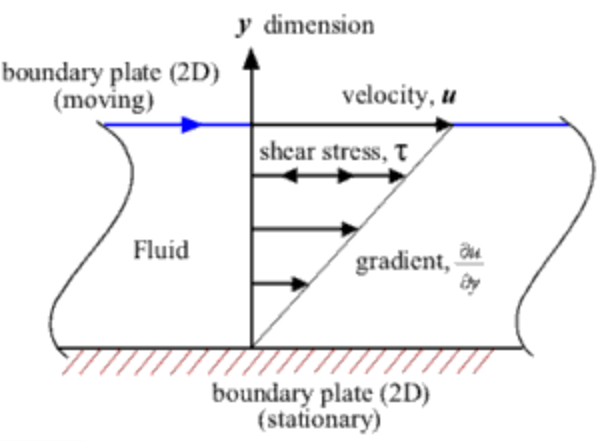 y dimension
boundary plate (2D)
(moving)
velocity, u
shear stress, τ
Fluid
gradient, ∂u/∂y
boundary plate (2D)
(stationary)